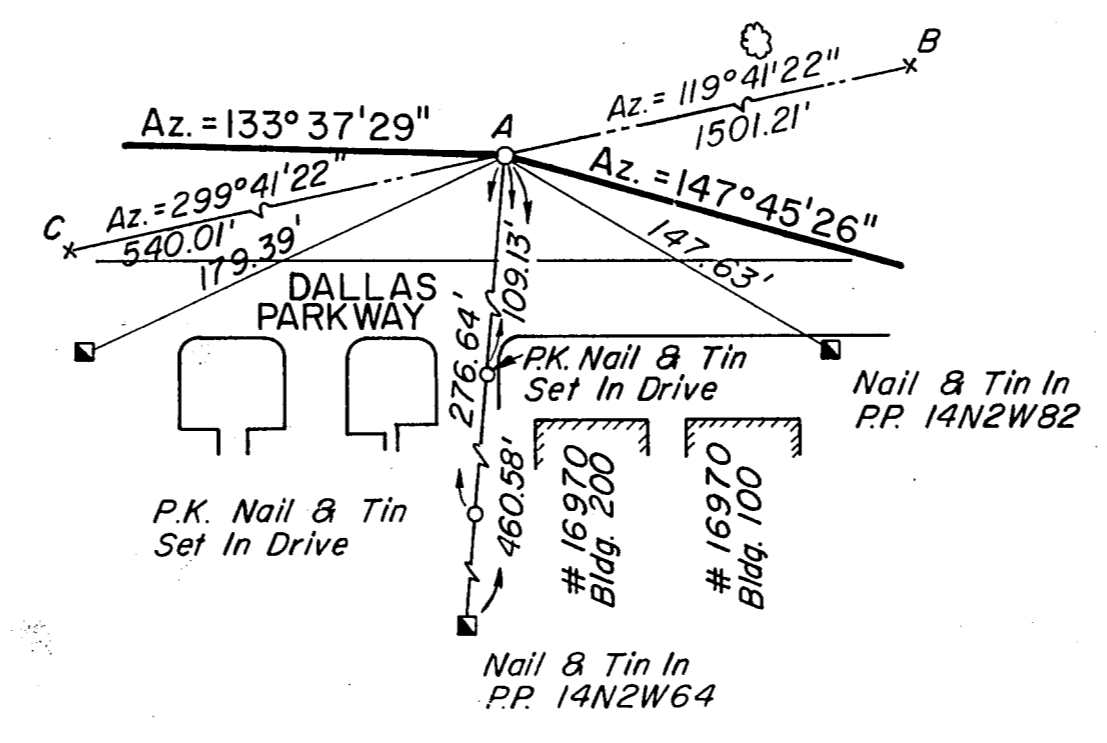 B
Az. = 119°41'22"
1501.21'
Az. = 133° 37' 29"
A
Az. = 147°45'26"
Az. = 299°41'22"
C
540.01'
179.39'
109.13'
147.63'
DALLAS
PARKWAY
276.64'
P.K. Nail & Tin
Set In Drive
Nail & Tin In
P.P. 14N2W82
460.58'
# 16970
Bldg. 200
# 16970
Bldg. 100
P.K. Nail & Tin
Set In Drive
Nail & Tin In
P.P. 14N2W64